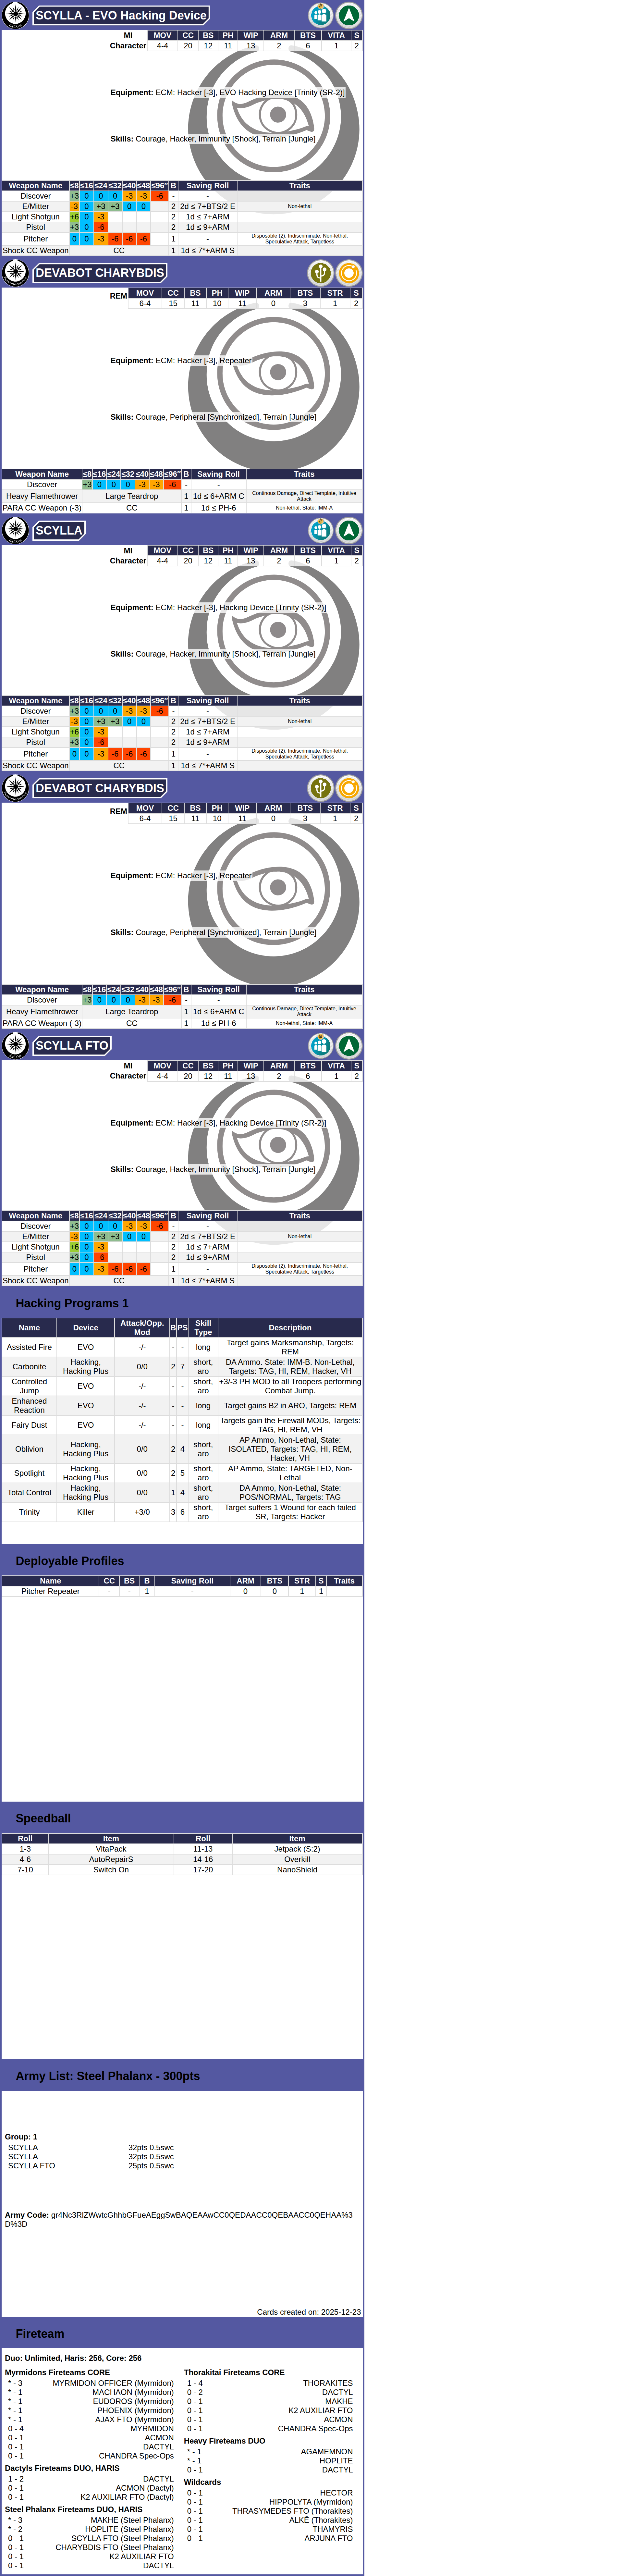 SCYLLA - EVO Hacking Device
MI MOV CC BS PH WIP ARM BTS VITA S
Character 4-4 20 12 11 13 2 6 1 2
Equipment: ECM: Hacker [-3], EVO Hacking Device [Trinity (SR-2)]
Skills: Courage, Hacker, Immunity [Shock], Terrain [Jungle]
Weapon Name ≤8 ≤16 ≤24 ≤32 ≤40 ≤48 ≤96" B Saving Roll Traits
Discover +3 0 0 0 -3 -3 -6 - -
E/Mitter -3 0 +3 +3 0 0 2 2d ≤ 7+BTS/2 E Non-lethal
Light Shotgun +6 0 -3 2 1d ≤ 7+ARM
Pistol +3 0 -6 2 1d ≤ 9+ARM
Pitcher 0 0 -3 -6 -6 -6 1 - Disposable (2), Indiscriminate, Non-lethal,
Speculative Attack, Targetless
Shock CC Weapon CC 1 1d ≤ 7*+ARM S
DEVABOT CHARYBDIS
REM MOV CC BS PH WIP ARM BTS STR S
6-4 15 11 10 11 0 3 1 2
Equipment: ECM: Hacker [-3], Repeater
Skills: Courage, Peripheral [Synchronized], Terrain [Jungle]
Weapon Name ≤8 ≤16 ≤24 ≤32 ≤40 ≤48 ≤96" B Saving Roll Traits
Discover +3 0 0 0 -3 -3 -6 - -
Heavy Flamethrower Large Teardrop 1 1d ≤ 6+ARM C Continous Damage, Direct Template, Intuitive
Attack
PARA CC Weapon (-3) CC 1 1d ≤ PH-6 Non-lethal, State: IMM-A
SCYLLA
MI MOV CC BS PH WIP ARM BTS VITA S
Character 4-4 20 12 11 13 2 6 1 2
Equipment: ECM: Hacker [-3], Hacking Device [Trinity (SR-2)]
Skills: Courage, Hacker, Immunity [Shock], Terrain [Jungle]
Weapon Name ≤8 ≤16 ≤24 ≤32 ≤40 ≤48 ≤96" B Saving Roll Traits
Discover +3 0 0 0 -3 -3 -6 - -
E/Mitter -3 0 +3 +3 0 0 2 2d ≤ 7+BTS/2 E Non-lethal
Light Shotgun +6 0 -3 2 1d ≤ 7+ARM
Pistol +3 0 -6 2 1d ≤ 9+ARM
Pitcher 0 0 -3 -6 -6 -6 1 - Disposable (2), Indiscriminate, Non-lethal,
Speculative Attack, Targetless
Shock CC Weapon CC 1 1d ≤ 7*+ARM S
DEVABOT CHARYBDIS
REM MOV CC BS PH WIP ARM BTS STR S
6-4 15 11 10 11 0 3 1 2
Equipment: ECM: Hacker [-3], Repeater
Skills: Courage, Peripheral [Synchronized], Terrain [Jungle]
Weapon Name ≤8 ≤16 ≤24 ≤32 ≤40 ≤48 ≤96" B Saving Roll Traits
Discover +3 0 0 0 -3 -3 -6 - -
Heavy Flamethrower Large Teardrop 1 1d ≤ 6+ARM C Continous Damage, Direct Template, Intuitive
Attack
PARA CC Weapon (-3) CC 1 1d ≤ PH-6 Non-lethal, State: IMM-A
SCYLLA FTO
MI MOV CC BS PH WIP ARM BTS VITA S
Character 4-4 20 12 11 13 2 6 1 2
Equipment: ECM: Hacker [-3], Hacking Device [Trinity (SR-2)]
Skills: Courage, Hacker, Immunity [Shock], Terrain [Jungle]
Weapon Name ≤8 ≤16 ≤24 ≤32 ≤40 ≤48 ≤96" B Saving Roll Traits
Discover +3 0 0 0 -3 -3 -6 - -
E/Mitter -3 0 +3 +3 0 0 2 2d ≤ 7+BTS/2 E Non-lethal
Light Shotgun +6 0 -3 2 1d ≤ 7+ARM
Pistol +3 0 -6 2 1d ≤ 9+ARM
Pitcher 0 0 -3 -6 -6 -6 1 - Disposable (2), Indiscriminate, Non-lethal,
Speculative Attack, Targetless
Shock CC Weapon CC 1 1d ≤ 7*+ARM S
Hacking Programs 1
Name Device Attack/Opp. Mod B PS Skill Type Description
Assisted Fire EVO -/- - - long Target gains Marksmanship, Targets:
REM
Carbonite Hacking, Hacking Plus 0/0 2 7 short, aro DA Ammo. State: IMM-B. Non-Lethal,
Targets: TAG, HI, REM, Hacker, VH
Controlled Jump EVO -/- - - short, aro +3/-3 PH MOD to all Troopers performing
Combat Jump.
Enhanced Reaction EVO -/- - - long Target gains B2 in ARO, Targets: REM
Fairy Dust EVO -/- - - long Targets gain the Firewall MODs, Targets:
TAG, HI, REM, VH
Oblivion Hacking, Hacking Plus 0/0 2 4 short, aro AP Ammo, Non-Lethal, State:
ISOLATED, Targets: TAG, HI, REM,
Hacker, VH
Spotlight Hacking, Hacking Plus 0/0 2 5 short, aro AP Ammo, State: TARGETED, Non-
Lethal
Total Control Hacking, Hacking Plus 0/0 1 4 short, aro DA Ammo, Non-Lethal, State:
POS/NORMAL, Targets: TAG
Trinity Killer +3/0 3 6 short, aro Target suffers 1 Wound for each failed
SR, Targets: Hacker
Deployable Profiles
Name CC BS B Saving Roll ARM BTS STR S Traits
Pitcher Repeater - - 1 - 0 0 1 1
Speedball
Roll Item Roll Item
1-3 VitaPack 11-13 Jetpack (S:2)
4-6 AutoRepairS 14-16 Overkill
7-10 Switch On 17-20 NanoShield
Army List: Steel Phalanx - 300pts
Group: 1
SCYLLA 32pts 0.5swc
SCYLLA 32pts 0.5swc
SCYLLA FTO 25pts 0.5swc
Army Code: gr4Nc3RlZWwtcGhhbGFueAEggSwBAQEAAwCC0QEDAACC0QEBAACC0QEHAA%3
D%3D
Cards created on: 2025-12-23
Fireteam
Duo: Unlimited, Haris: 256, Core: 256
Myrmidons Fireteams CORE
* - 3 MYRMIDON OFFICER (Myrmidon)
* - 1 MACHAON (Myrmidon)
* - 1 EUDOROS (Myrmidon)
* - 1 PHOENIX (Myrmidon)
* - 1 AJAX FTO (Myrmidon)
0 - 4 MYRMIDON
0 - 1 ACMON
0 - 1 DACTYL
0 - 1 CHANDRA Spec-Ops
Dactyls Fireteams DUO, HARIS
1 - 2 DACTYL
0 - 1 ACMON (Dactyl)
0 - 1 K2 AUXILIAR FTO (Dactyl)
Steel Phalanx Fireteams DUO, HARIS
* - 3 MAKHE (Steel Phalanx)
* - 2 HOPLITE (Steel Phalanx)
0 - 1 SCYLLA FTO (Steel Phalanx)
0 - 1 CHARYBDIS FTO (Steel Phalanx)
0 - 1 K2 AUXILIAR FTO
0 - 1 DACTYL
Thorakitai Fireteams CORE
1 - 4 THORAKITES
0 - 2 DACTYL
0 - 1 MAKHE
0 - 1 K2 AUXILIAR FTO
0 - 1 ACMON
0 - 1 CHANDRA Spec-Ops
Heavy Fireteams DUO
* - 1 AGAMEMNON
* - 1 HOPLITE
0 - 1 DACTYL
Wildcards
0 - 1 HECTOR
0 - 1 HIPPOLYTA (Myrmidon)
0 - 1 THRASYMEDES FTO (Thorakites)
0 - 1 ALKĒ (Thorakites)
0 - 1 THAMYRIS
0 - 1 ARJUNA FTO